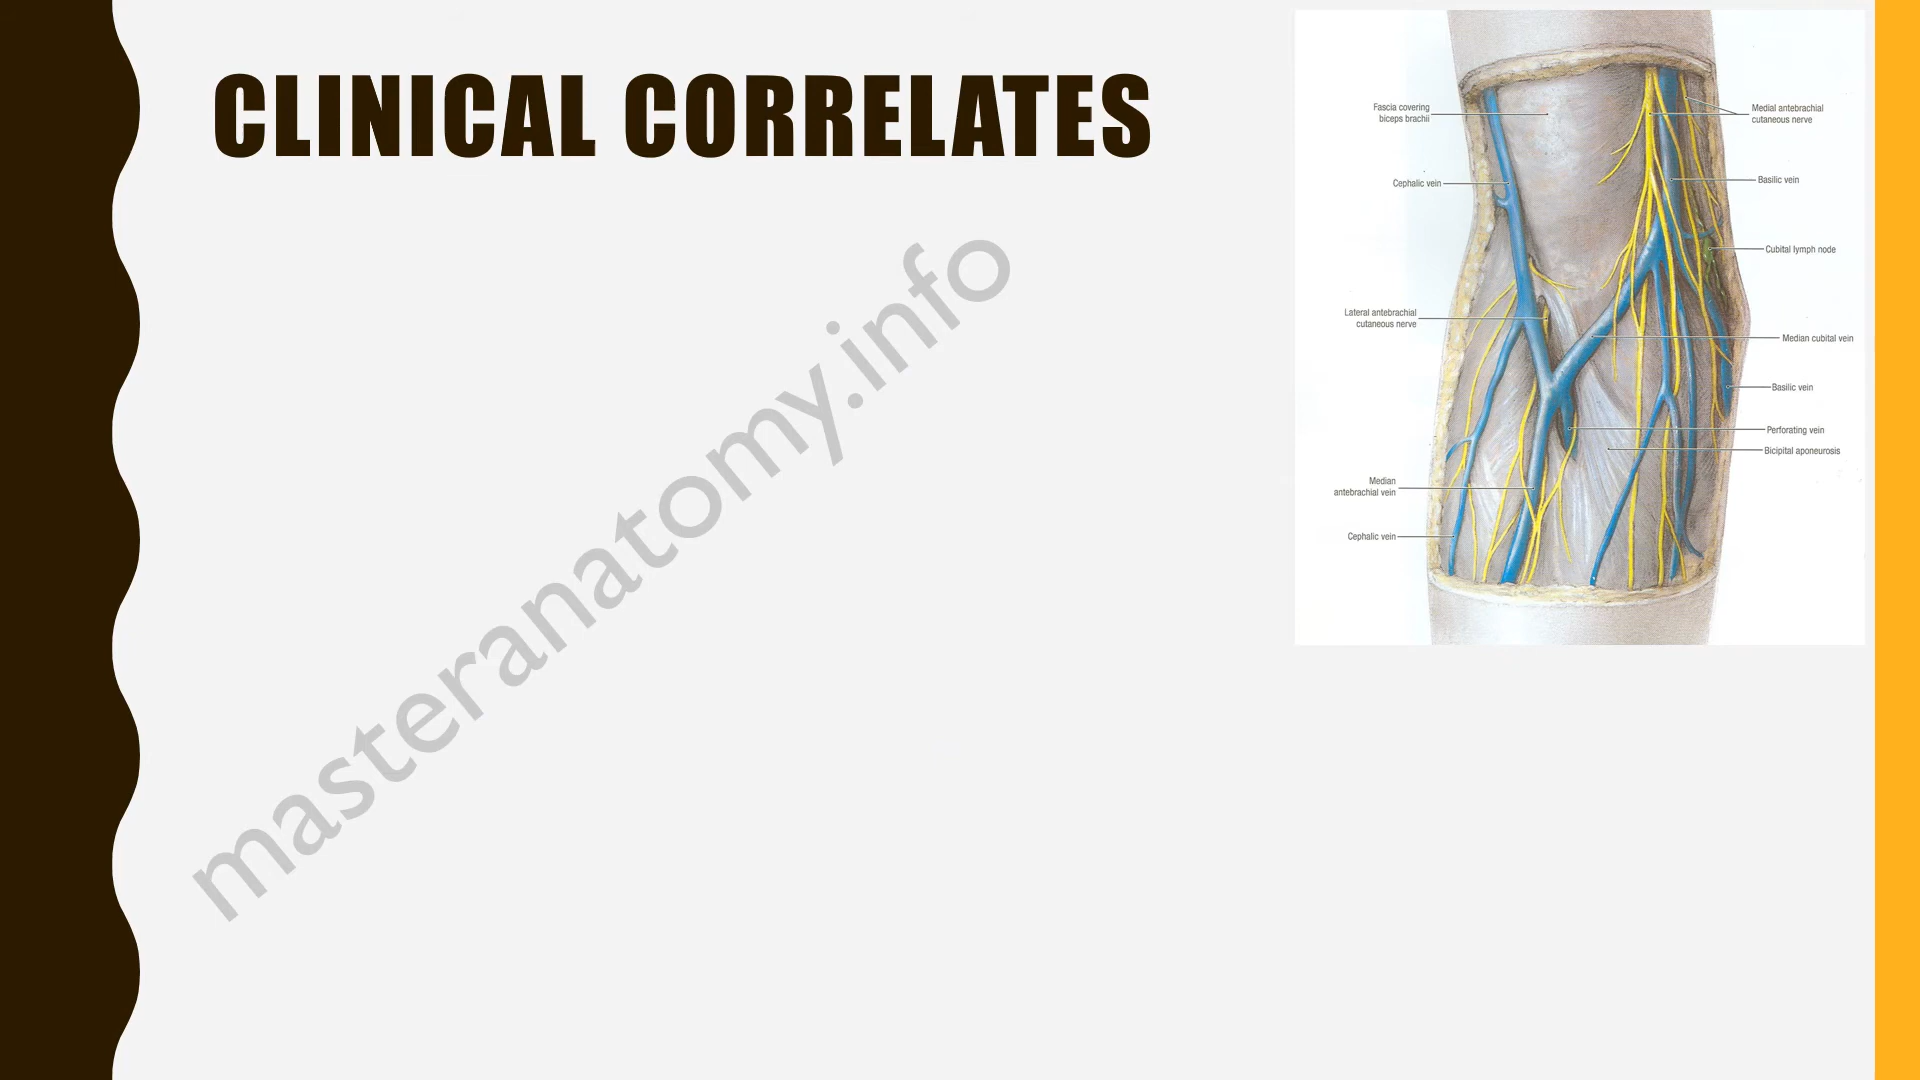 CLINICAL CORRELATES
masteranatomy.info
Fascia covering
biceps brachii
Cephalic vein
Lateral antebrachial
cutaneous nerve
Median
antebrachial vein
Cephalic vein
Medial antebrachial
cutaneous nerve
Basilic vein
Cubital lymph node
Median cubital vein
Basilic vein
Perforating vein
Bicipital aponeurosis